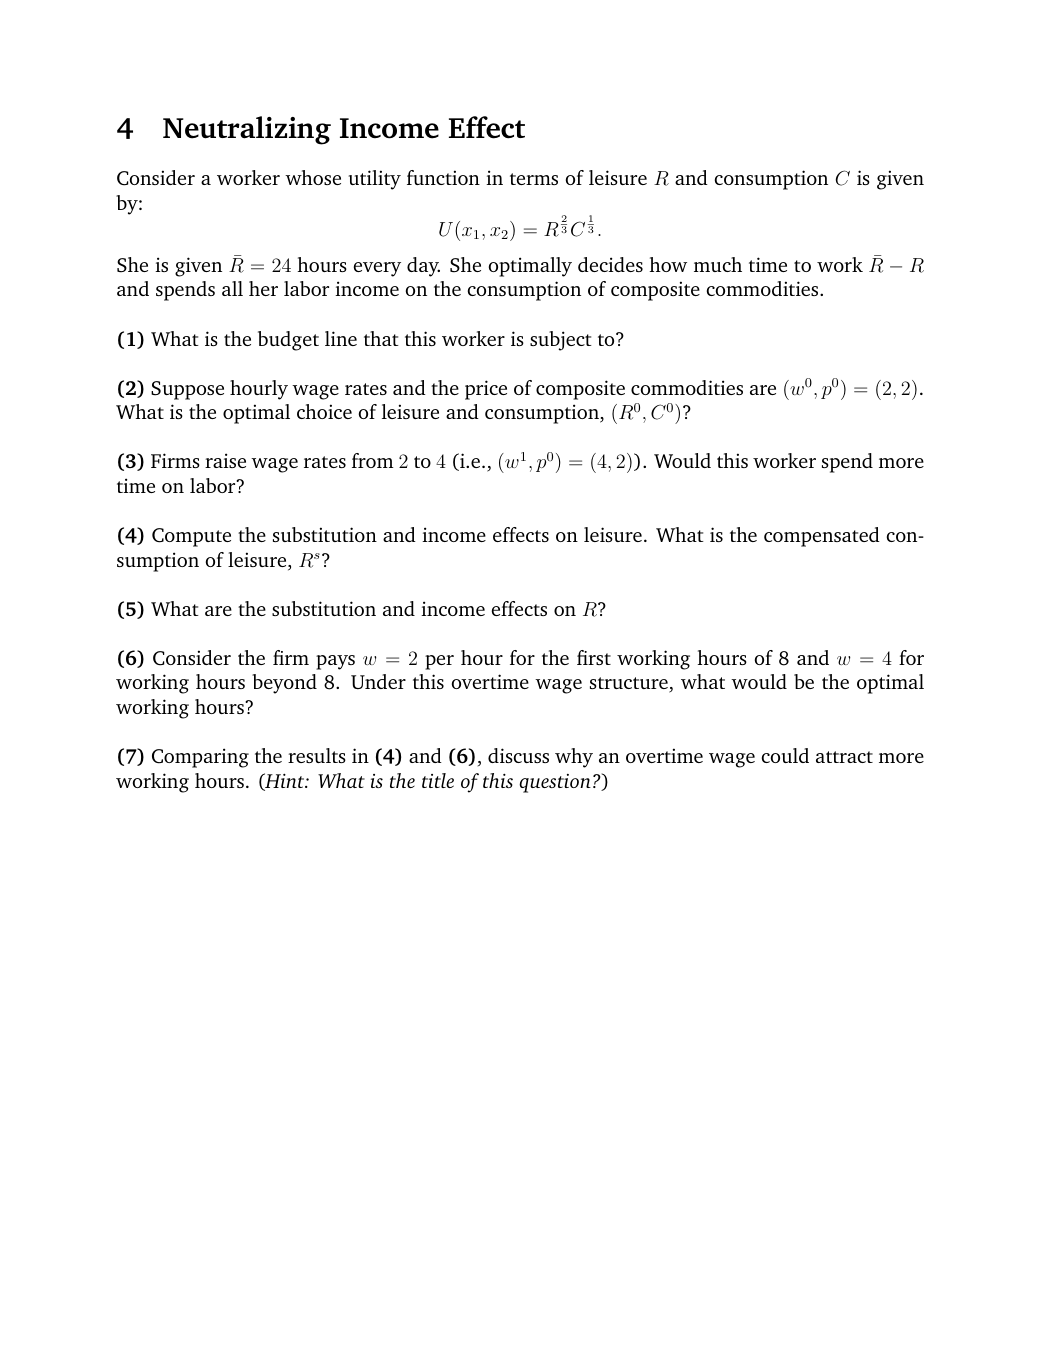 4 Neutralizing Income Effect
Consider a worker whose utility function in terms of leisure R and consumption C is given
by:
U(x₁, x₂) = R^{2/3}C^{1/3}.
She is given R̄ = 24 hours every day. She optimally decides how much time to work R̄ − R
and spends all her labor income on the consumption of composite commodities.
(1) What is the budget line that this worker is subject to?
(2) Suppose hourly wage rates and the price of composite commodities are (w⁰, p⁰) = (2, 2).
What is the optimal choice of leisure and consumption, (R⁰, C⁰)?
(3) Firms raise wage rates from 2 to 4 (i.e., (w¹, p⁰) = (4, 2)). Would this worker spend more
time on labor?
(4) Compute the substitution and income effects on leisure. What is the compensated con-
sumption of leisure, Rˢ?
(5) What are the substitution and income effects on R?
(6) Consider the firm pays w = 2 per hour for the first working hours of 8 and w = 4 for
working hours beyond 8. Under this overtime wage structure, what would be the optimal
working hours?
(7) Comparing the results in (4) and (6), discuss why an overtime wage could attract more
working hours. (Hint: What is the title of this question?)